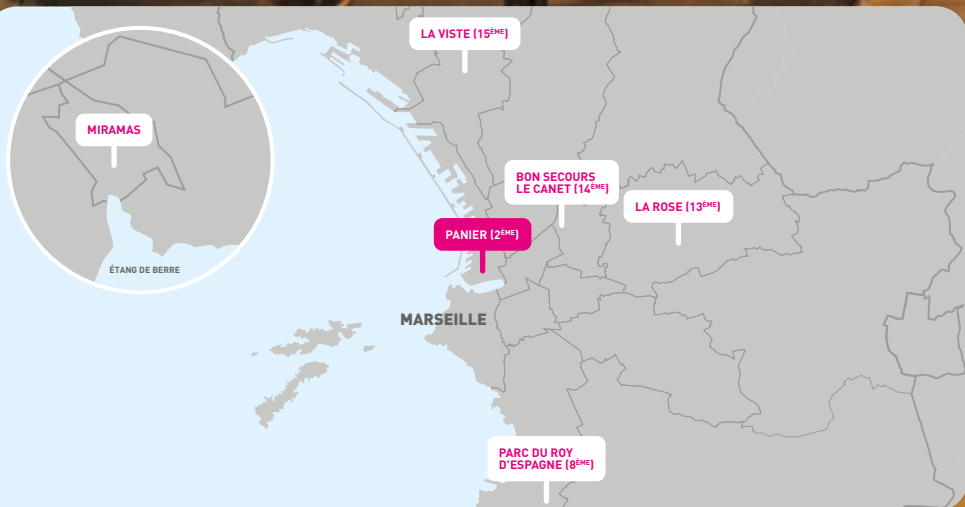 LA VISTE (15ÈME)
MIRAMAS
BON SECOURS
LE CANET (14ÈME)
LA ROSE (13ÈME)
PANIER (2ÈME)
ÉTANG DE BERRE
MARSEILLE
PARC DU ROY
D'ESPAGNE (8ÈME)